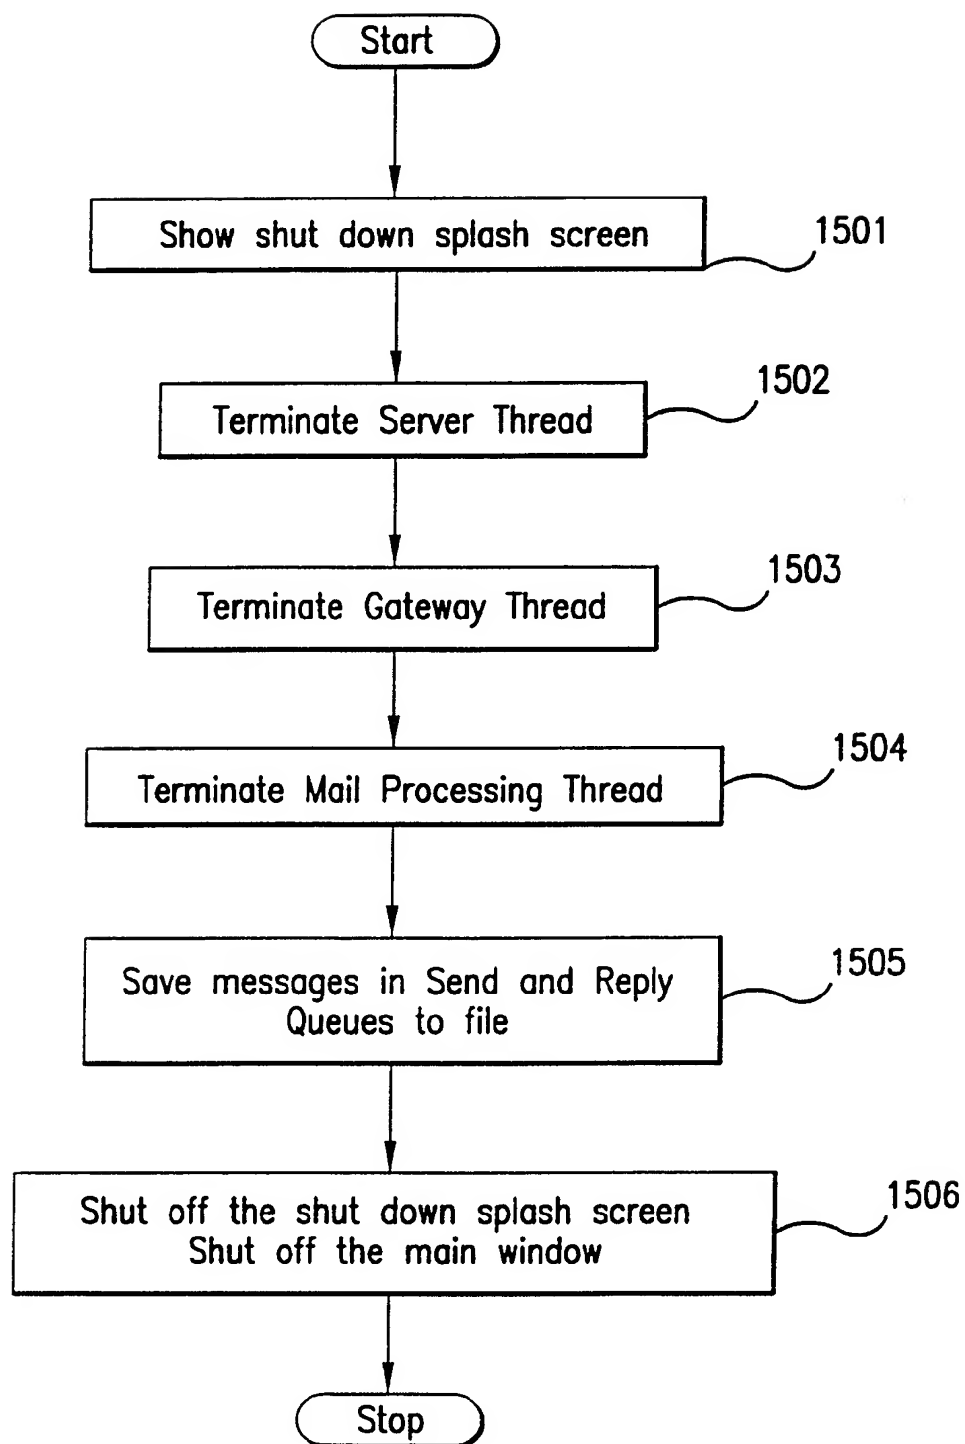 Start
Show shut down splash screen
1501
Terminate Server Thread
1502
Terminate Gateway Thread
1503
Terminate Mail Processing Thread
1504
Save messages in Send and Reply
Queues to file
1505
Shut off the shut down splash screen
Shut off the main window
1506
Stop